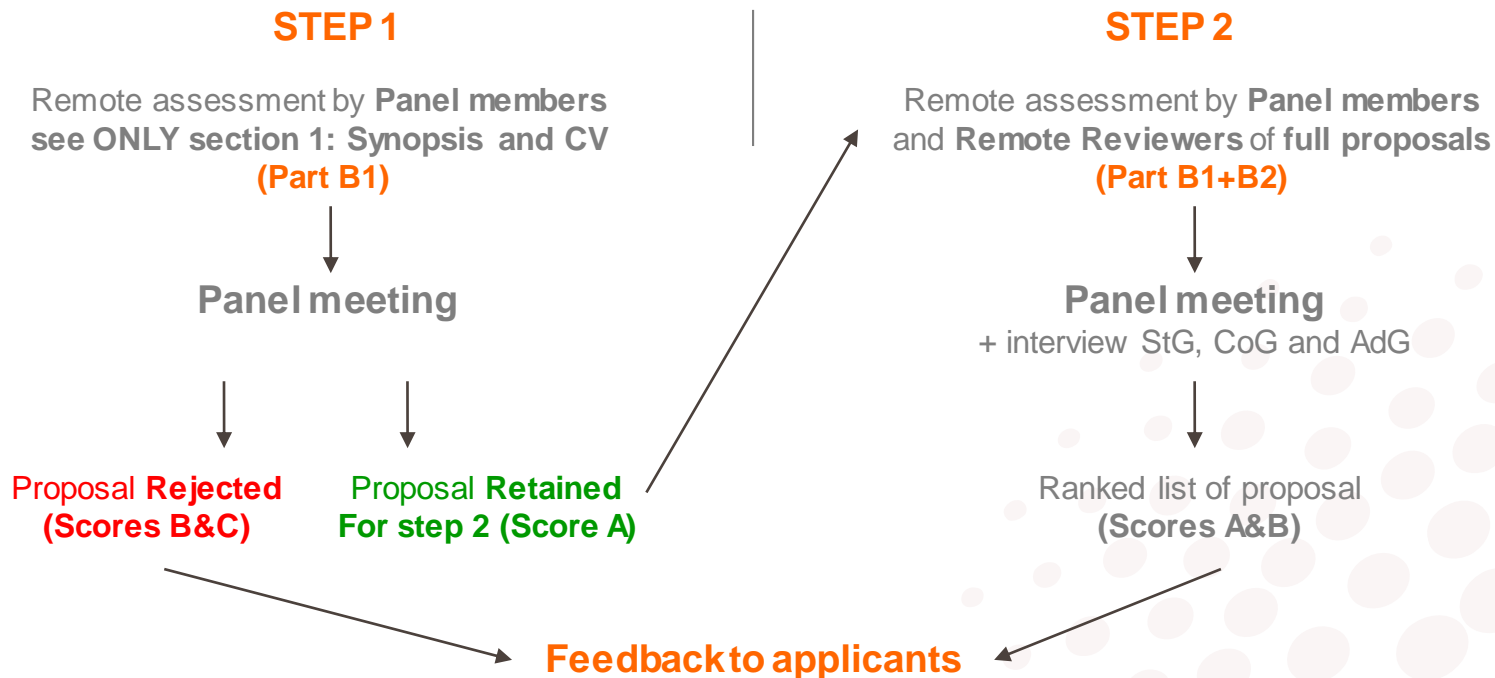 STEP 1
Remote assessment by Panel members
see ONLY section 1: Synopsis and CV
(Part B1)
Panel meeting
Proposal Rejected
(Scores B&C)
Proposal Retained
For step 2 (Score A)
STEP 2
Remote assessment by Panel members
and Remote Reviewers of full proposals
(Part B1+B2)
Panel meeting
+ interview StG, CoG and AdG
Ranked list of proposal
(Scores A&B)
Feedback to applicants